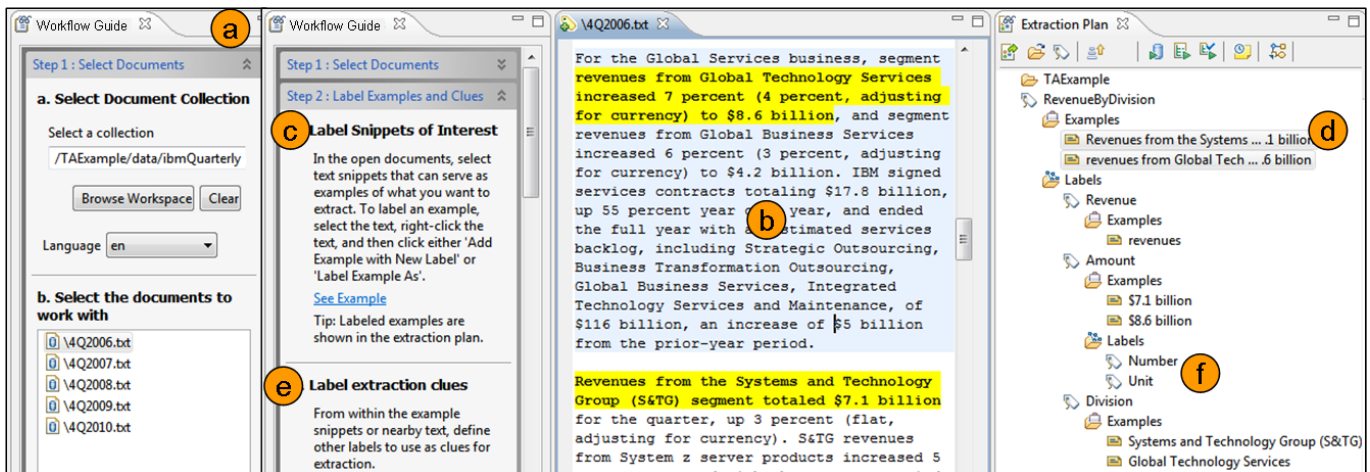 Workflow Guide
a
Step 1 : Select Documents
a. Select Document Collection
Select a collection
/TAExample/data/ibmQuarterly
Browse Workspace
Clear
Language
en
b. Select the documents to
work with
\4Q2006.txt
\4Q2007.txt
\4Q2008.txt
\4Q2009.txt
\4Q2010.txt
Workflow Guide
Step 1 : Select Documents
Step 2 : Label Examples and Clues
c
Label Snippets of Interest
In the open documents, select
text snippets that can serve as
examples of what you want to
extract. To label an example,
select the text, right-click the
text, and then click either 'Add
Example with New Label' or
'Label Example As'.
See Example
Tip: Labeled examples are
shown in the extraction plan.
e
Label extraction clues
From within the example
snippets or nearby text, define
other labels to use as clues for
extraction.
\4Q2006.txt
For the Global Services business, segment
revenues from Global Technology Services
increased 7 percent (4 percent, adjusting
for currency) to $8.6 billion, and segment
revenues from Global Business Services
increased 6 percent (3 percent, adjusting
for currency) to $4.2 billion. IBM signed
services contracts totaling $17.8 billion,
up 55 percent year year, and ended
b
the full year with estimated services
backlog, including Strategic Outsourcing,
Business Transformation Outsourcing,
Global Business Services, Integrated
Technology Services and Maintenance, of
$116 billion, an increase of $5 billion
from the prior-year period.
Revenues from the Systems and Technology
Group (S&TG) segment totaled $7.1 billion
for the quarter, up 3 percent (flat,
adjusting for currency). S&TG revenues
from System z server products increased 5
Extraction Plan
TAExample
RevenueByDivision
Examples
Revenues from the Systems ... .1 billion
d
revenues from Global Tech ... .6 billion
Labels
Revenue
Examples
revenues
Amount
Examples
$7.1 billion
$8.6 billion
Labels
Number
f
Unit
Division
Examples
Systems and Technology Group (S&TG)
Global Technology Services